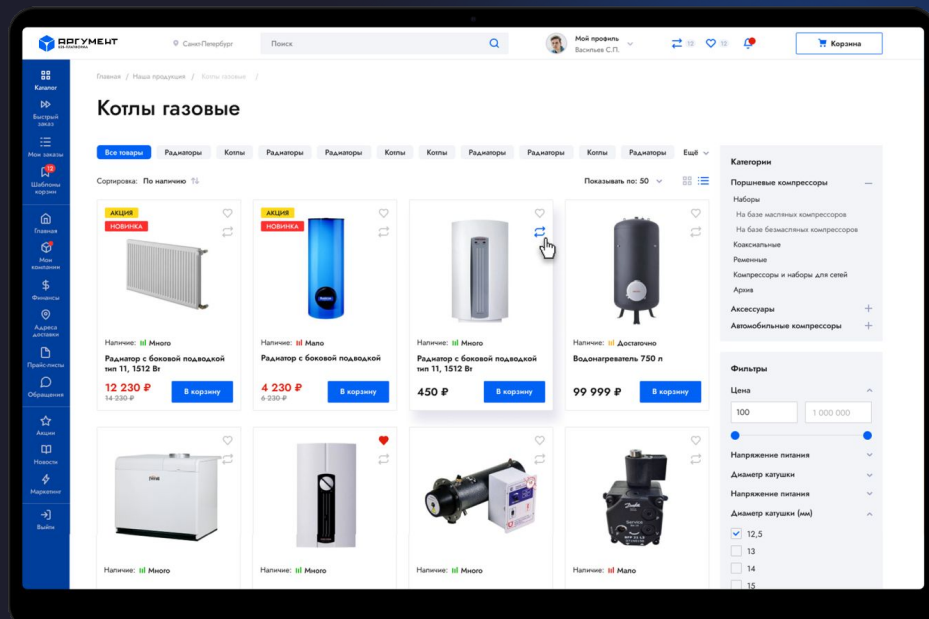 АРГУМЕНТ
B2B-ПЛАТФОРМА
Санкт-Петербург
Поиск
Мой профиль
Васильев С.П.
12
12
Корзина
Каталог
Быстрый
заказ
Мои заказы
12
Шаблоны
корзин
Главная
Мои
компании
Финансы
Адреса
доставки
Прайс-листы
Обращения
Акции
Новости
Маркетинг
Выйти
Главная / Наша продукция / Котлы газовые /
Котлы газовые
Все товары Радиаторы Котлы Радиаторы Радиаторы Котлы Котлы Радиаторы Радиаторы Котлы Радиаторы Ещё
Сортировка: По наличию
Показывать по: 50
АКЦИЯ
НОВИНКА
Наличие: Много
Радиатор с боковой подводкой
тип 11, 1512 Вт
12 230 ₽
14 230 ₽
В корзину
АКЦИЯ
НОВИНКА
Наличие: Мало
Радиатор с боковой подводкой
4 230 ₽
6 230 ₽
В корзину
Наличие: Много
Радиатор с боковой подводкой
тип 11, 1512 Вт
450 ₽
В корзину
Наличие: Достаточно
Водонагреватель 750 л
99 999 ₽
В корзину
Наличие: Много
Наличие: Много
Наличие: Много
Danfoss
Service
Наличие: Мало
Категории
Поршневые компрессоры
Наборы
На базе масляных компрессоров
На базе безмасляных компрессоров
Коаксиальные
Ременные
Компрессоры и наборы для сетей
Архив
Аксессуары
Автомобильные компрессоры
Фильтры
Цена
100
1 000 000
Напряжение питания
Диаметр катушки
Напряжение питания
Диаметр катушки (мм)
12,5
13
14
15